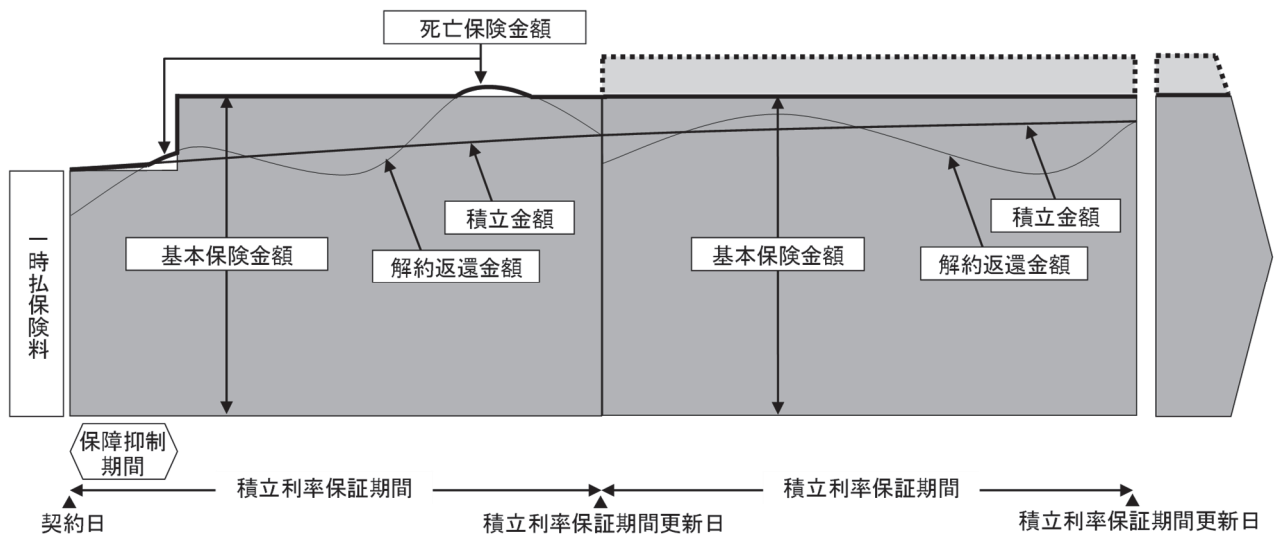 死亡保険金額
一時払保険料
基本保険金額
積立金額
解約返還金額
基本保険金額
積立金額
解約返還金額
保障抑制
期間
積立利率保証期間
積立利率保証期間
契約日
積立利率保証期間更新日
積立利率保証期間更新日